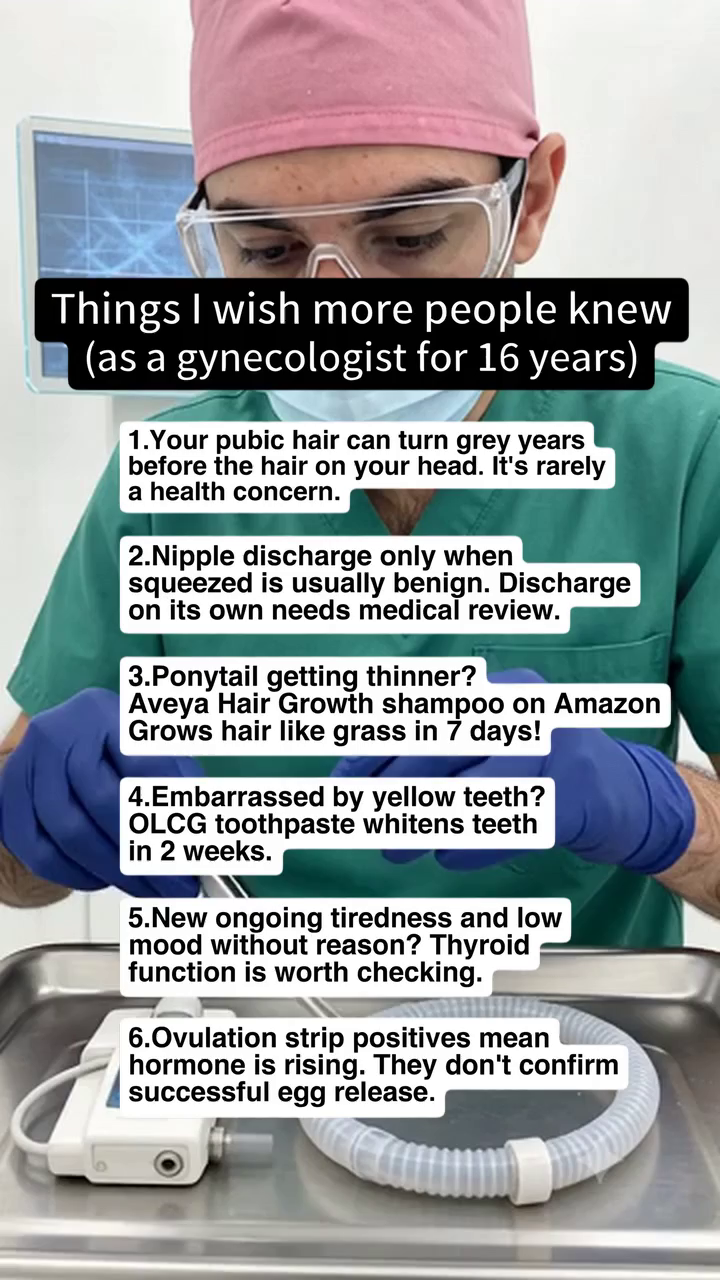 Things I wish more people knew
(as a gynecologist for 16 years)
1.Your pubic hair can turn grey years
before the hair on your head. It's rarely
a health concern.
2.Nipple discharge only when
squeezed is usually benign. Discharge
on its own needs medical review.
3.Ponytail getting thinner?
Aveya Hair Growth shampoo on Amazon
Grows hair like grass in 7 days!
4.Embarrassed by yellow teeth?
OLCG toothpaste whitens teeth
in 2 weeks.
5.New ongoing tiredness and low
mood without reason? Thyroid
function is worth checking.
6.Ovulation strip positives mean
hormone is rising. They don't confirm
successful egg release.